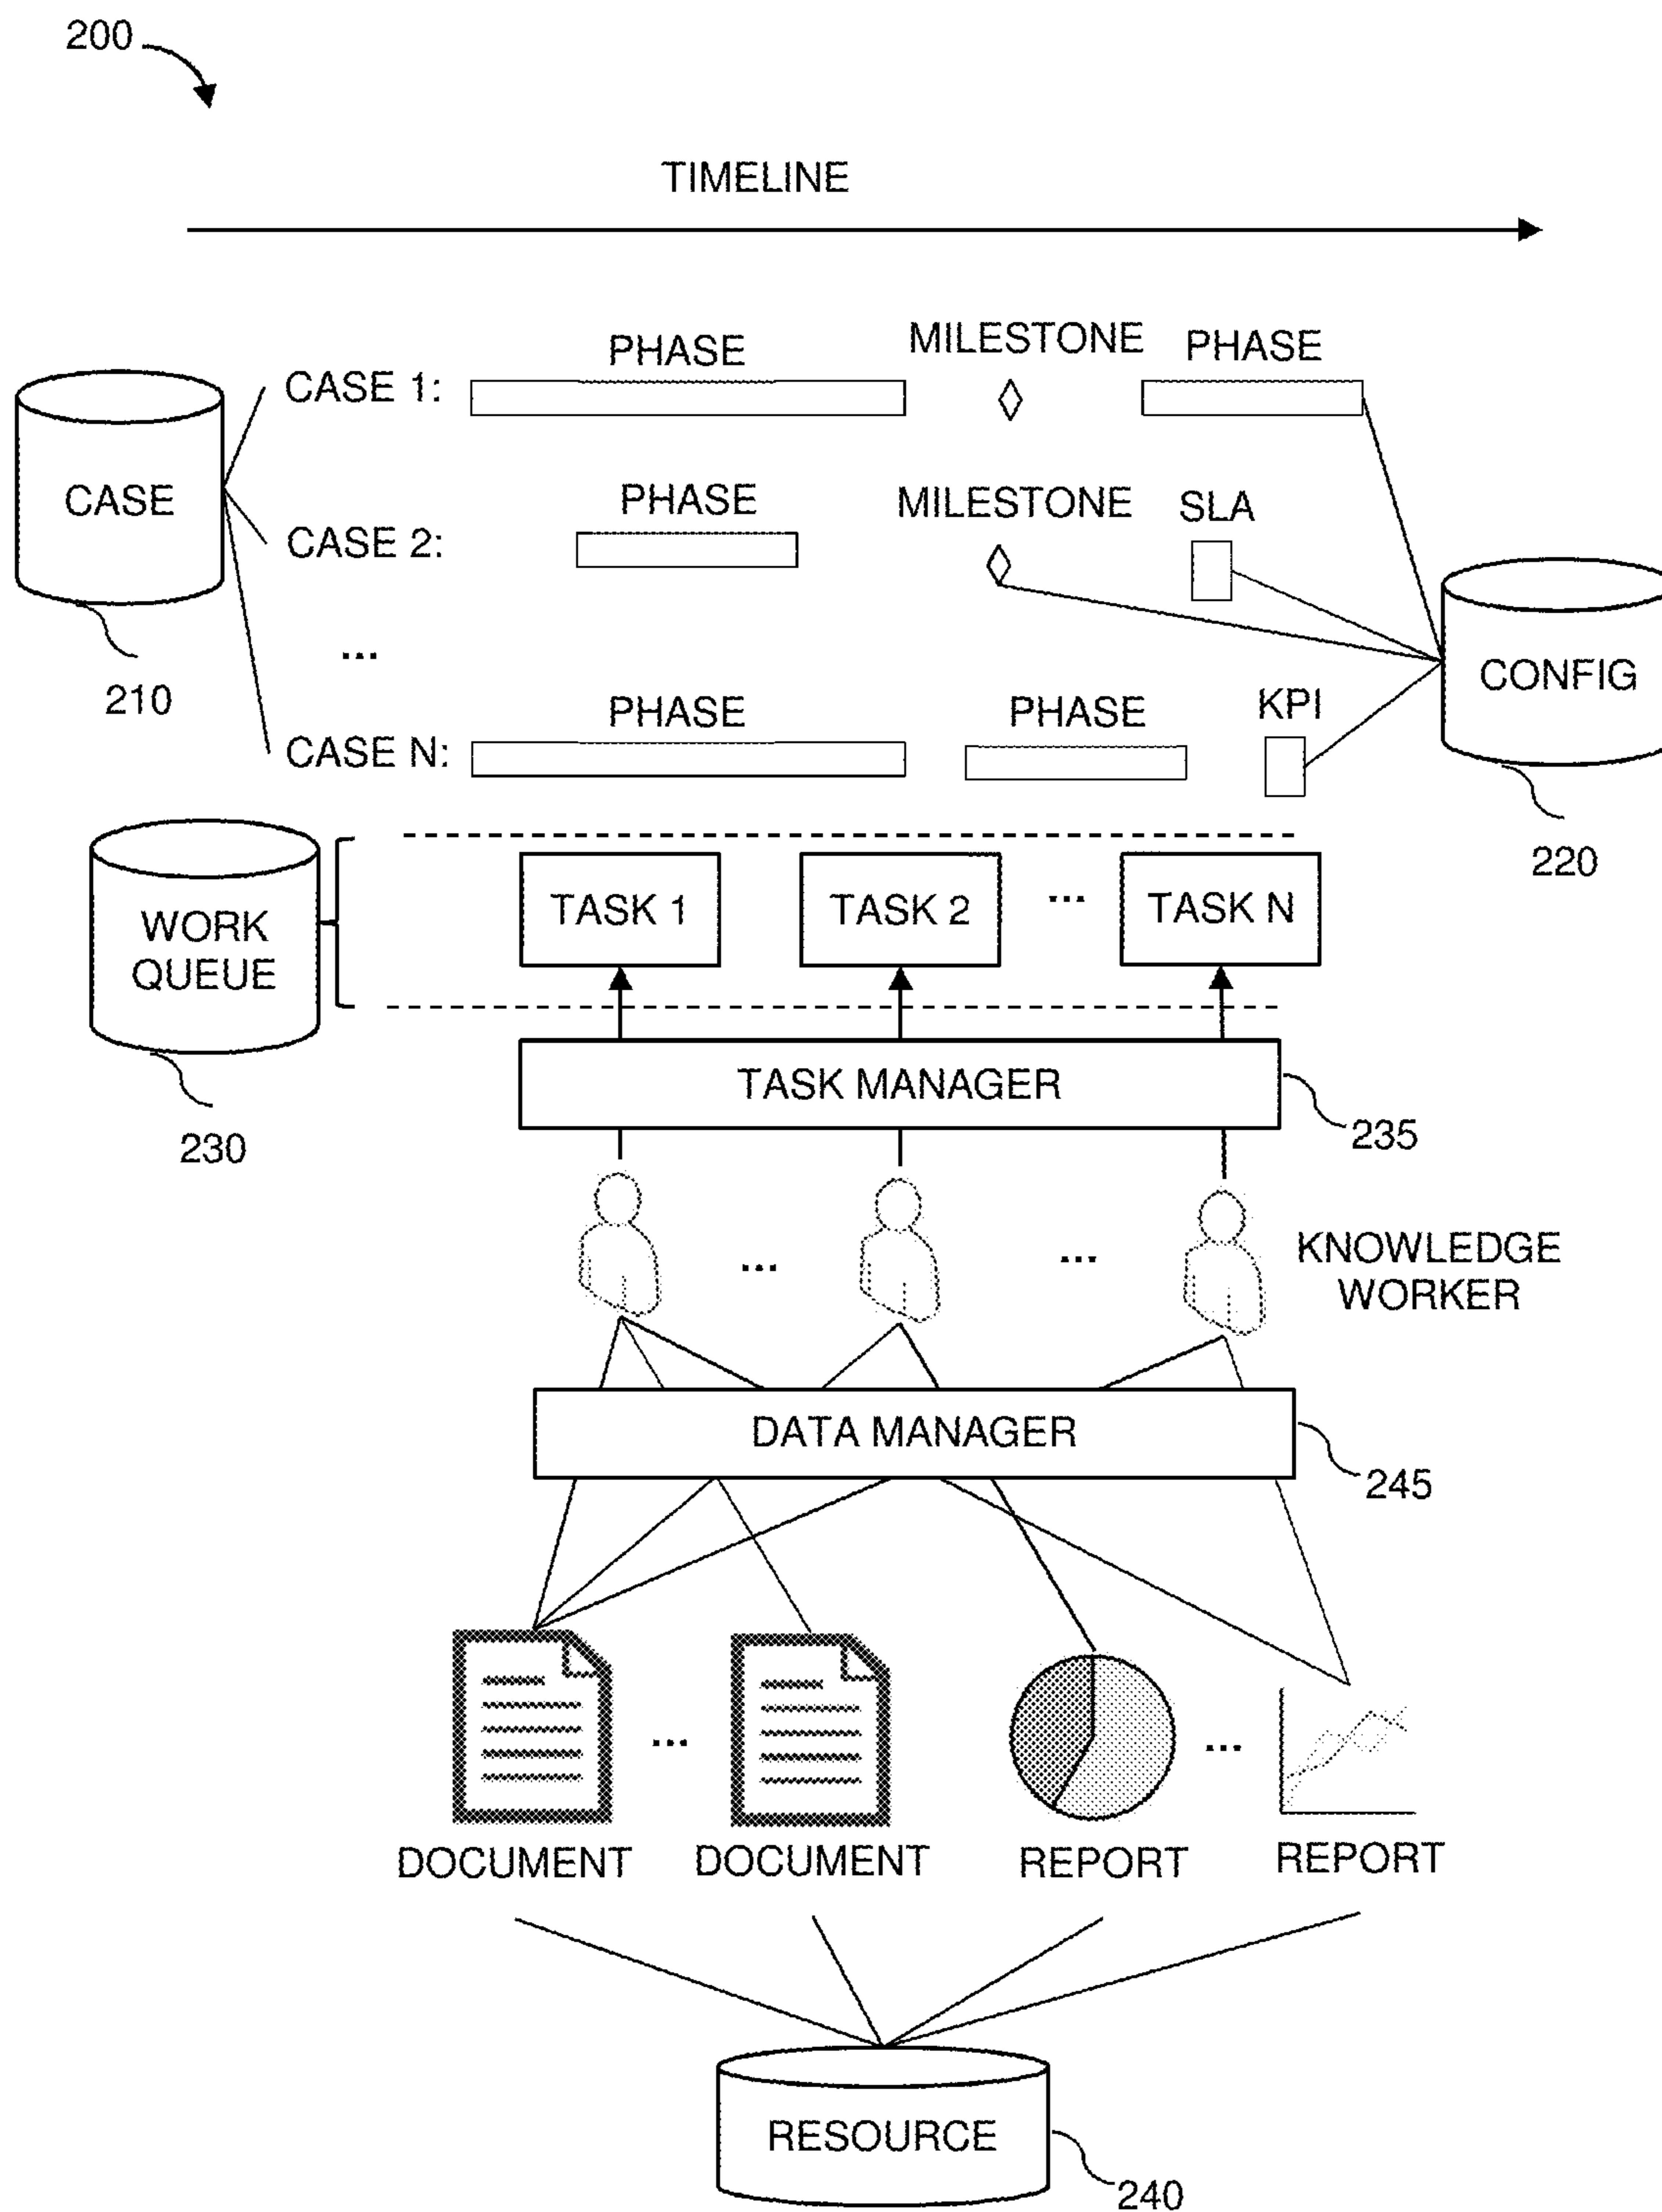 200
TIMELINE
PHASE
MILESTONE
PHASE
CASE 1:
CASE
PHASE
MILESTONE
SLA
CASE 2:
...
210
CONFIG
PHASE
PHASE
KPI
CASE N:
220
WORK
QUEUE
TASK 1
TASK 2
...
TASK N
230
TASK MANAGER
235
...
...
KNOWLEDGE
WORKER
DATA MANAGER
245
...
...
DOCUMENT
DOCUMENT
REPORT
REPORT
RESOURCE
240